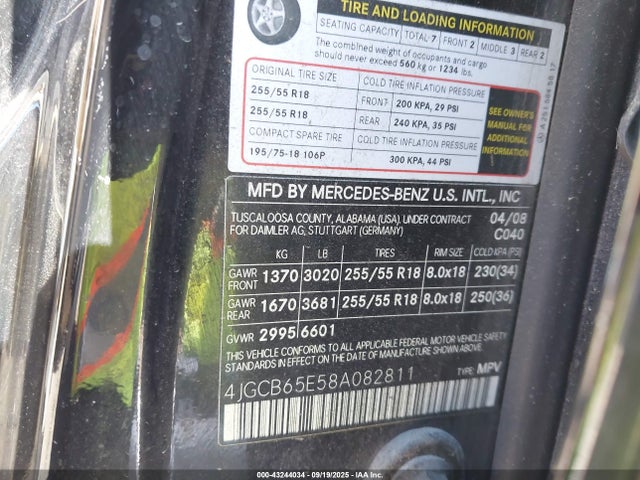 TIRE AND LOADING INFORMATION
SEATING CAPACITY TOTAL-7 FRONT 2 MIDDLE 3 REAR 2
The combined weight of occupants and cargo
should never exceed 560 kg or 1234 lbs.
ORIGINAL TIRE SIZE COLD TIRE INFLATION PRESSURE
255/55 R18 FRONT 200 KPA, 29 PSI
255/55 R18 REAR 240 KPA, 35 PSI
COMPACT SPARE TIRE COLD TIRE INFLATION PRESSURE
195/75-18 106P 300 KPA, 44 PSI
SEE OWNER'S
MANUAL FOR
ADDITIONAL
INFORMATION
MFD BY MERCEDES-BENZ U.S. INTL., INC
TUSCALOOSA COUNTY, ALABAMA (USA), UNDER CONTRACT 04/08
FOR DAIMLER AG, STUTTGART (GERMANY) C040
KG LB TIRES RIM SIZE COLD KPA (PSI)
GAWR FRONT 1370 3020 255/55 R18 8.0x18 230(34)
GAWR REAR 1670 3681 255/55 R18 8.0x18 250(36)
GVWR 2995 6601
THIS VEHICLE CONFORMS TO ALL APPLICABLE FEDERAL MOTOR VEHICLE SAFETY
STANDARDS IN EFFECT ON THE DATE OF MANUFACTURE SHOWN ABOVE.
4JGCB65E58A082811 TYPE: MPV
000-43244034 - 09/19/2025 - IAAI.COM